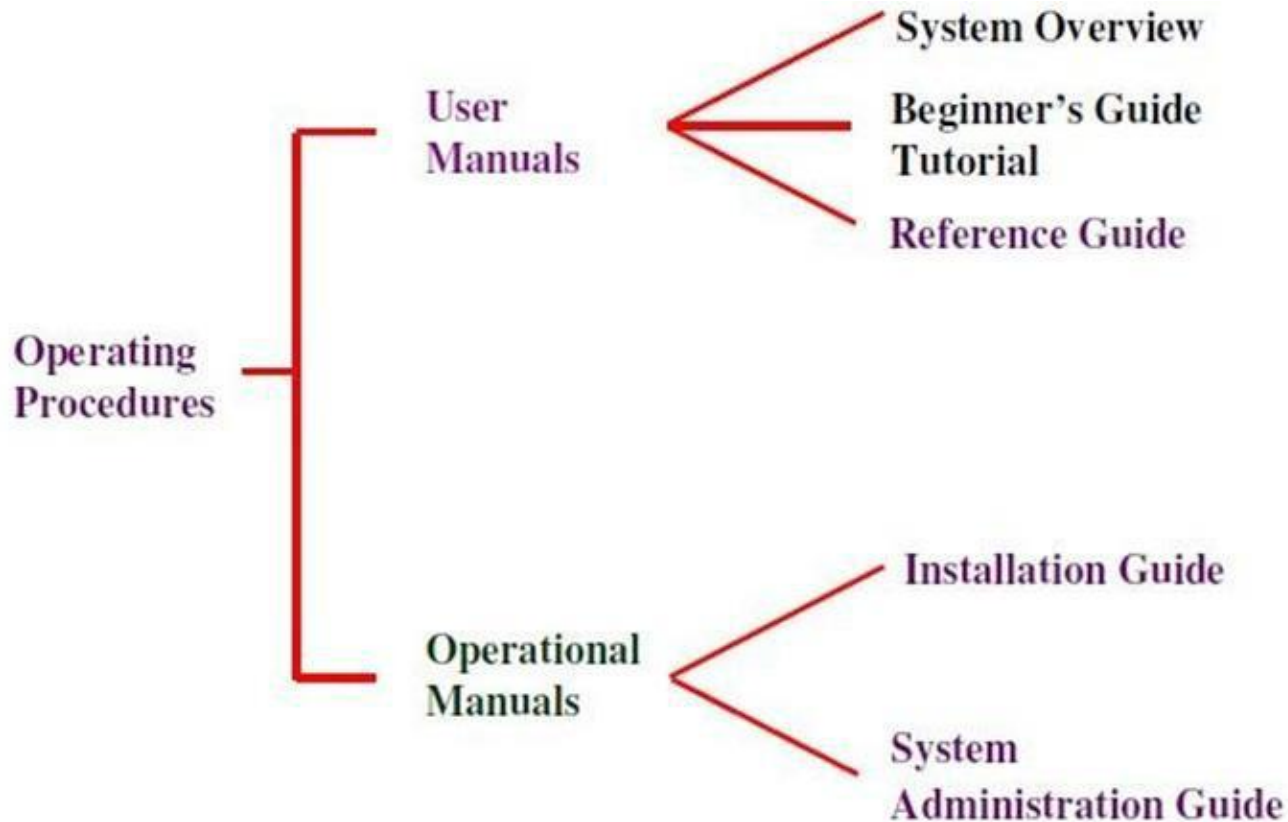 System Overview
User
Manuals
Beginner's Guide
Tutorial
Reference Guide
Operating
Procedures
Installation Guide
Operational
Manuals
System
Administration Guide